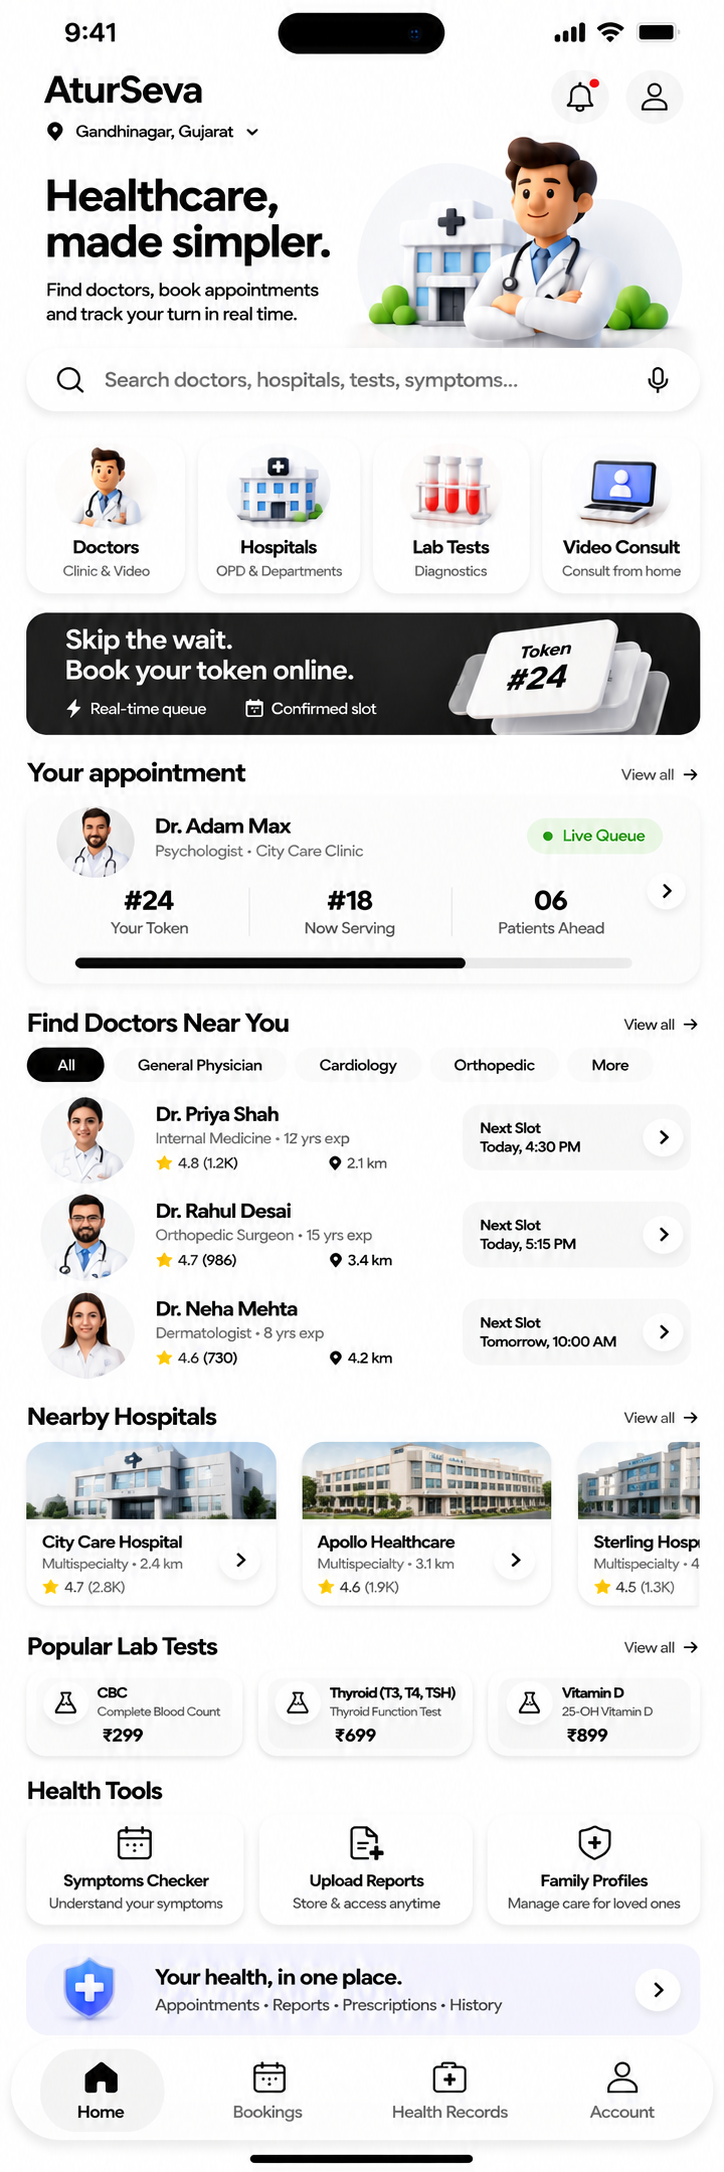 9:41
AturSeva
Gandhinagar, Gujarat
Healthcare,
made simpler.
Find doctors, book appointments
and track your turn in real time.
Search doctors, hospitals, tests, symptoms...
Doctors
Clinic & Video
Hospitals
OPD & Departments
Lab Tests
Diagnostics
Video Consult
Consult from home
Skip the wait.
Book your token online.
Real-time queue
Confirmed slot
Token
#24
Your appointment
View all
Dr. Adam Max
Psychologist • City Care Clinic
Live Queue
#24
Your Token
#18
Now Serving
06
Patients Ahead
Find Doctors Near You
View all
All
General Physician
Cardiology
Orthopedic
More
Dr. Priya Shah
Internal Medicine • 12 yrs exp
4.8 (1.2K)
2.1 km
Next Slot
Today, 4:30 PM
Dr. Rahul Desai
Orthopedic Surgeon • 15 yrs exp
4.7 (986)
3.4 km
Next Slot
Today, 5:15 PM
Dr. Neha Mehta
Dermatologist • 8 yrs exp
4.6 (730)
4.2 km
Next Slot
Tomorrow, 10:00 AM
Nearby Hospitals
View all
City Care Hospital
Multispecialty • 2.4 km
4.7 (2.8K)
Apollo Healthcare
Multispecialty • 3.1 km
4.6 (1.9K)
Sterling Hosp
Multispecialty • 4
4.5 (1.3K)
Popular Lab Tests
View all
CBC
Complete Blood Count
₹299
Thyroid (T3, T4, TSH)
Thyroid Function Test
₹699
Vitamin D
25-OH Vitamin D
₹899
Health Tools
Symptoms Checker
Understand your symptoms
Upload Reports
Store & access anytime
Family Profiles
Manage care for loved ones
Your health, in one place.
Appointments • Reports • Prescriptions • History
Home
Bookings
Health Records
Account